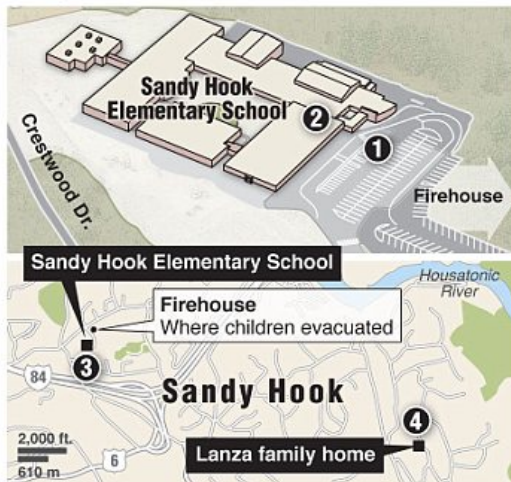 Sandy Hook
Elementary School
2
1
Crestwood Dr.
Firehouse
Sandy Hook Elementary School
Housatonic
River
Firehouse
Where children evacuated
3
84
Sandy Hook
4
2,000 ft.
610 m
6
Lanza family home